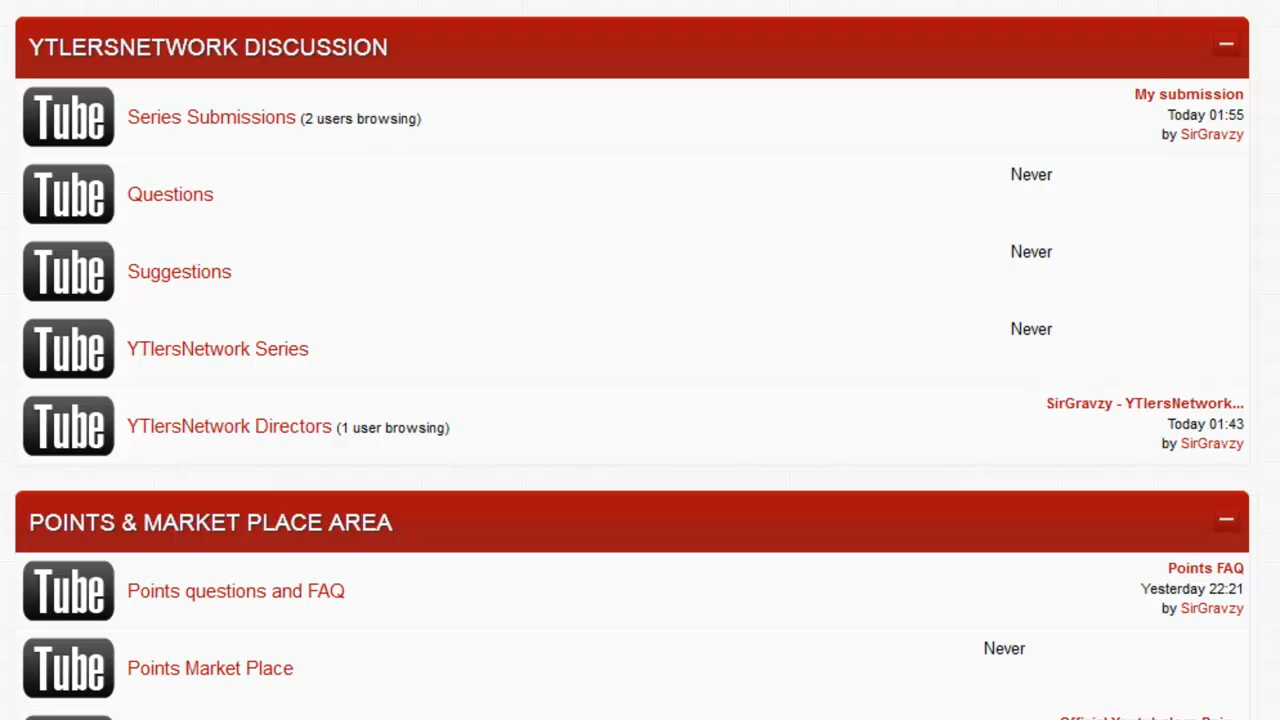 YTLERSNETWORK DISCUSSION
Tube
Series Submissions (2 users browsing)
My submission
Today 01:55
by SirGravzy
Tube
Questions
Never
Tube
Suggestions
Never
Tube
YTlersNetwork Series
Never
Tube
YTlersNetwork Directors (1 user browsing)
SirGravzy - YTlersNetwork...
Today 01:43
by SirGravzy
POINTS & MARKET PLACE AREA
Tube
Points questions and FAQ
Points FAQ
Yesterday 22:21
by SirGravzy
Tube
Points Market Place
Never